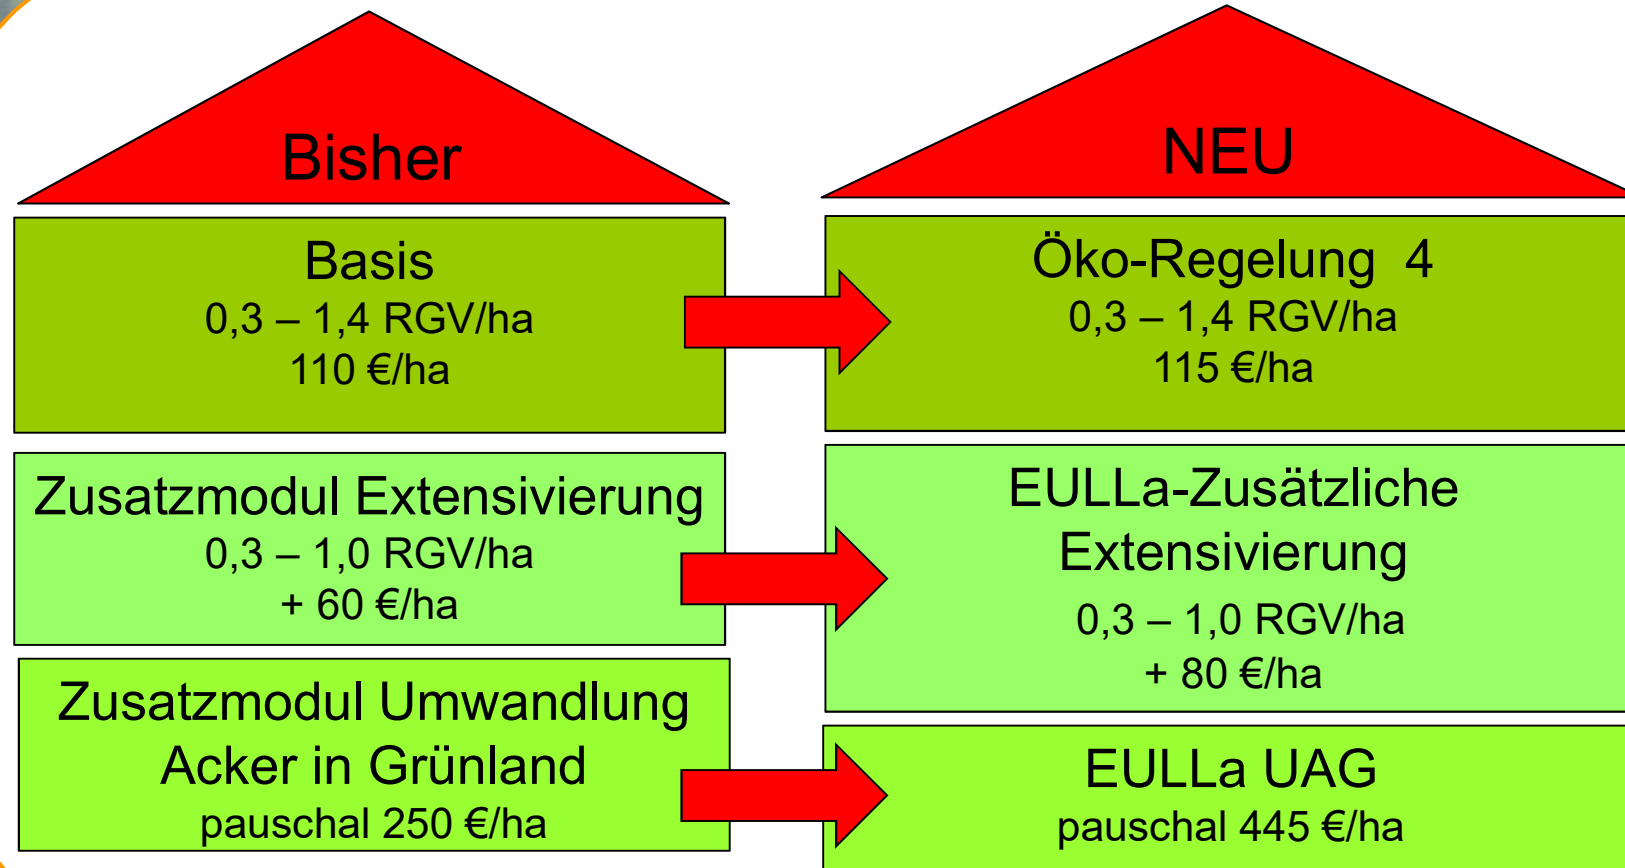 Bisher
Basis
0,3 – 1,4 RGV/ha
110 €/ha
Zusatzmodul Extensivierung
0,3 – 1,0 RGV/ha
+ 60 €/ha
Zusatzmodul Umwandlung
Acker in Grünland
pauschal 250 €/ha
NEU
Öko-Regelung 4
0,3 – 1,4 RGV/ha
115 €/ha
EULLa-Zusätzliche
Extensivierung
0,3 – 1,0 RGV/ha
+ 80 €/ha
EULLa UAG
pauschal 445 €/ha